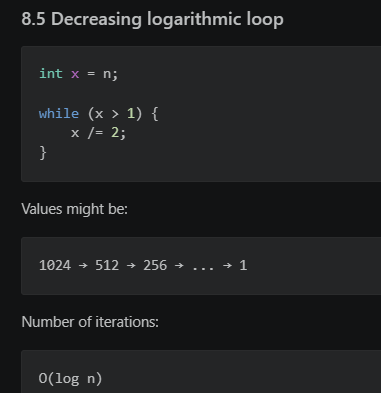 8.5 Decreasing logarithmic loop
int x = n;
while (x > 1) {
    x /= 2;
}
Values might be:
1024 → 512 → 256 → ... → 1
Number of iterations:
O(log n)